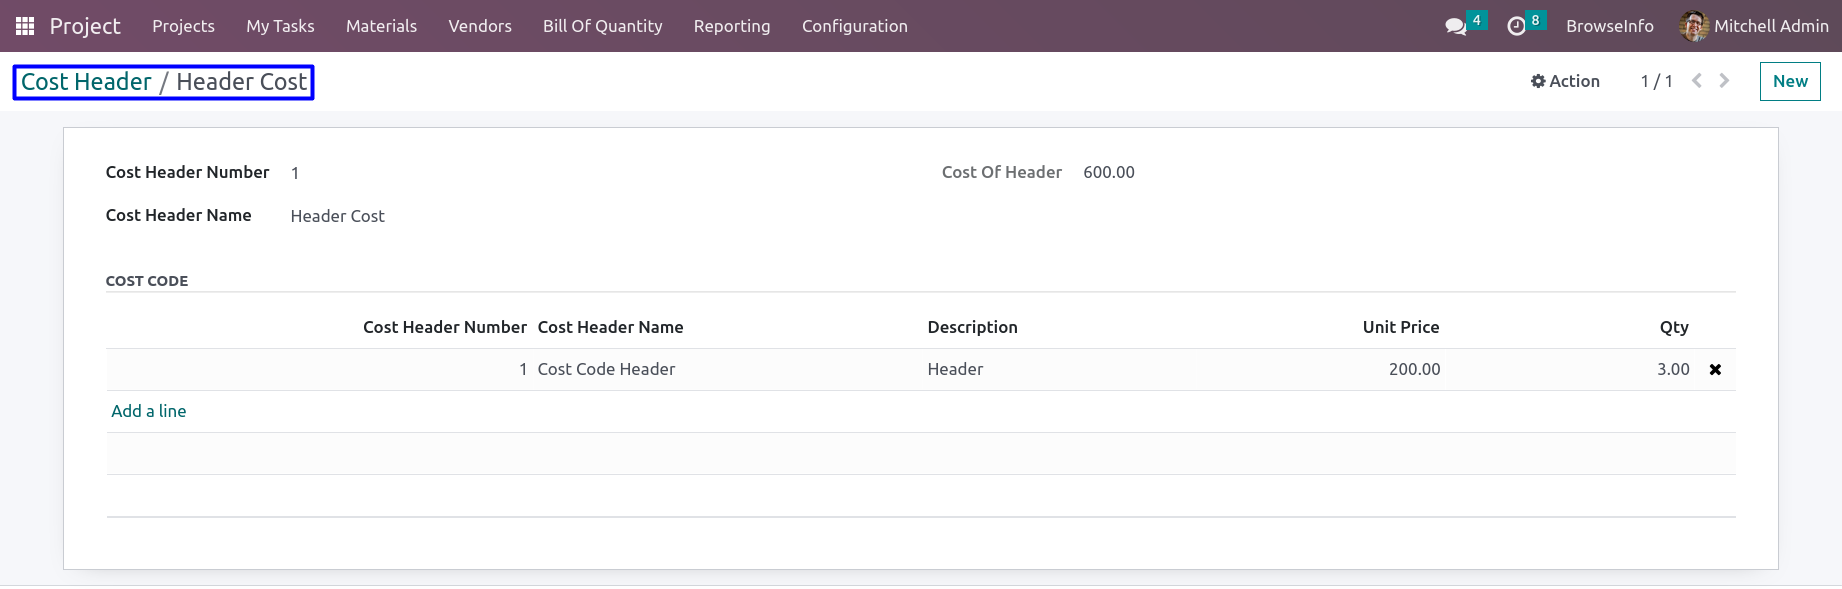 Project Projects My Tasks Materials Vendors Bill Of Quantity Reporting Configuration 4 8 BrowseInfo Mitchell Admin
Cost Header / Header Cost Action 1 / 1 New
Cost Header Number 1 Cost Of Header 600.00
Cost Header Name Header Cost
COST CODE
Cost Header Number Cost Header Name Description Unit Price Qty
1 Cost Code Header Header 200.00 3.00
Add a line